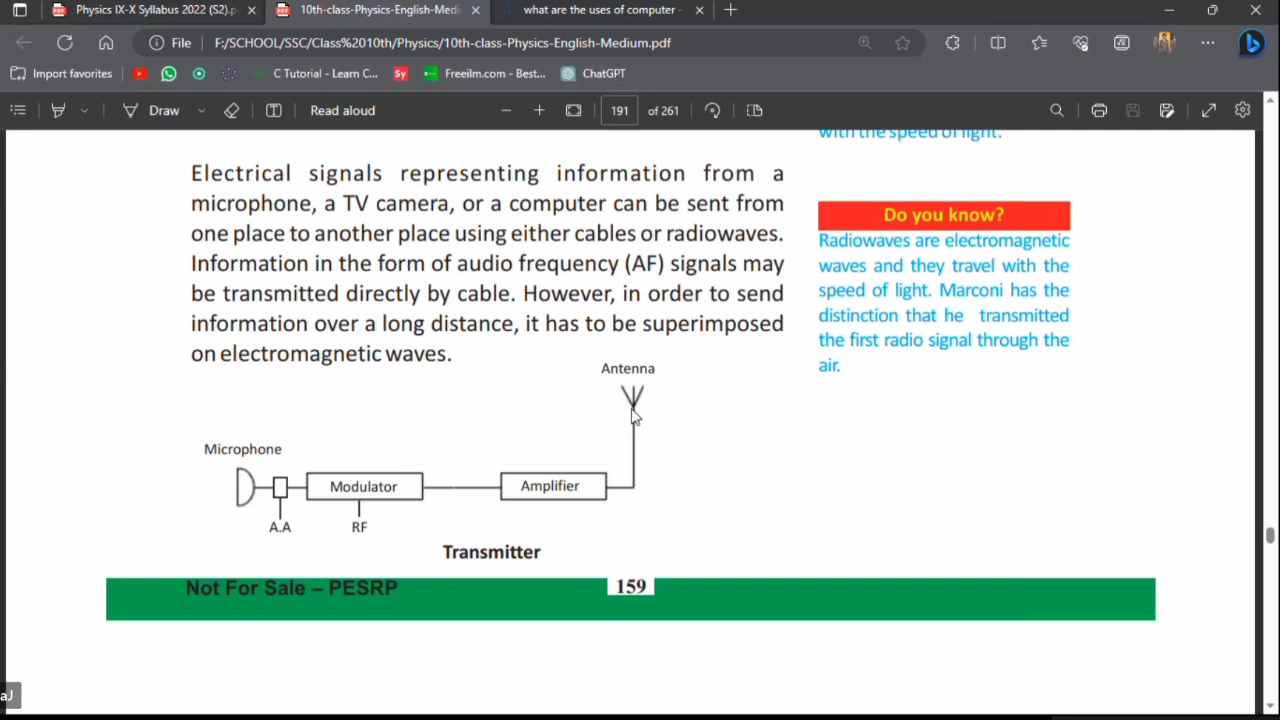 Physics IX-X Syllabus 2022 (S2).p
10th-class-Physics-English-Medi
what are the uses of computer -
File
F:/SCHOOL/SSC/Class%2010th/Physics/10th-class-Physics-English-Medium.pdf
Import favorites
C Tutorial - Learn C...
Sy
Freeilm.com - Best...
ChatGPT
Draw
Read aloud
191
of 261
with the speed of light.
Electrical signals representing information from a
microphone, a TV camera, or a computer can be sent from
one place to another place using either cables or radiowaves.
Information in the form of audio frequency (AF) signals may
be transmitted directly by cable. However, in order to send
information over a long distance, it has to be superimposed
on electromagnetic waves.
Do you know?
Radiowaves are electromagnetic
waves and they travel with the
speed of light. Marconi has the
distinction that he transmitted
the first radio signal through the
air.
Antenna
Microphone
Modulator
Amplifier
A.A
RF
Transmitter
Not For Sale – PESRP
159
aJ